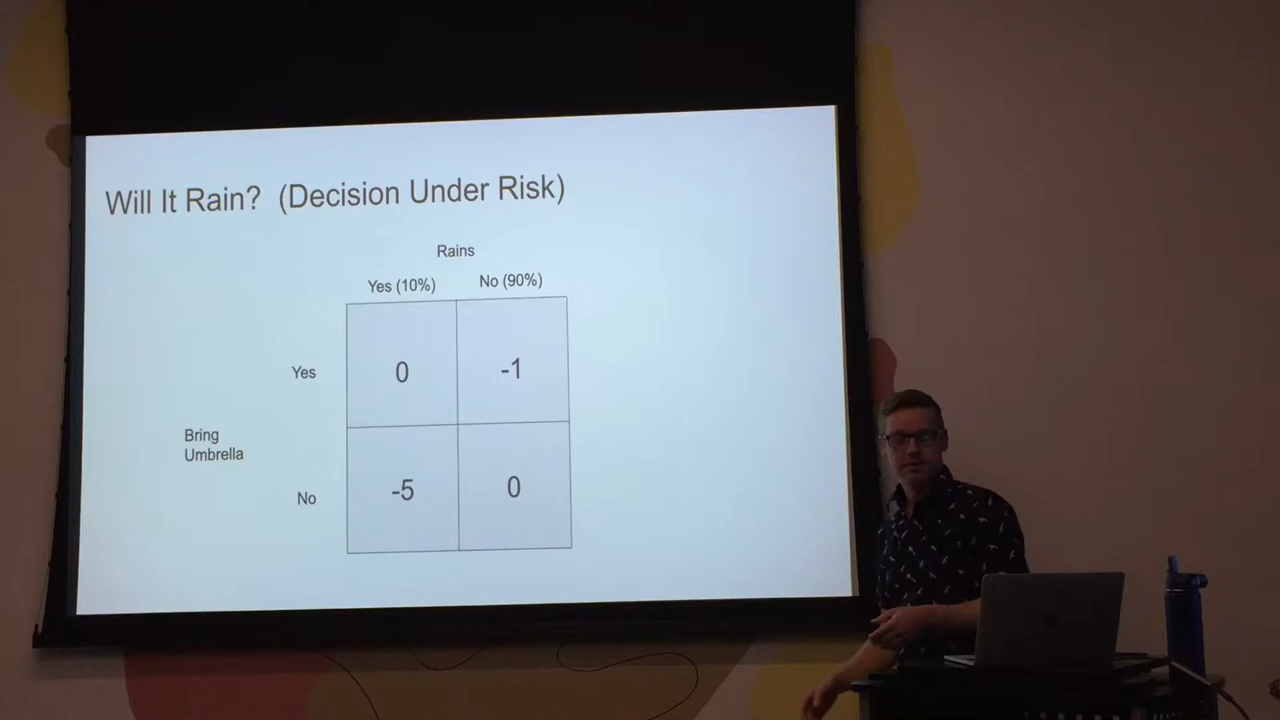 Will It Rain? (Decision Under Risk)
Rains
Yes (10%) No (90%)
Yes 0 -1
Bring
Umbrella
No -5 0